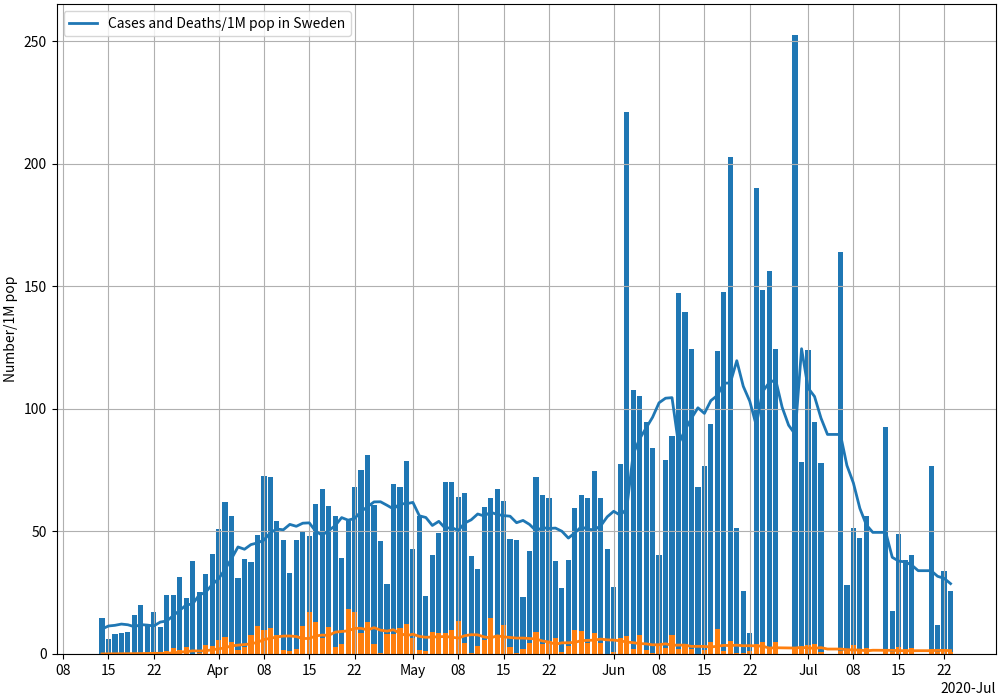 Cases and Deaths/1M pop in Sweden
Number/1M pop
250
200
150
100
50
0
08 15 22 Apr 08 15 22 May 08 15 22 Jun 08 15 22 Jul 08 15 22
2020-Jul